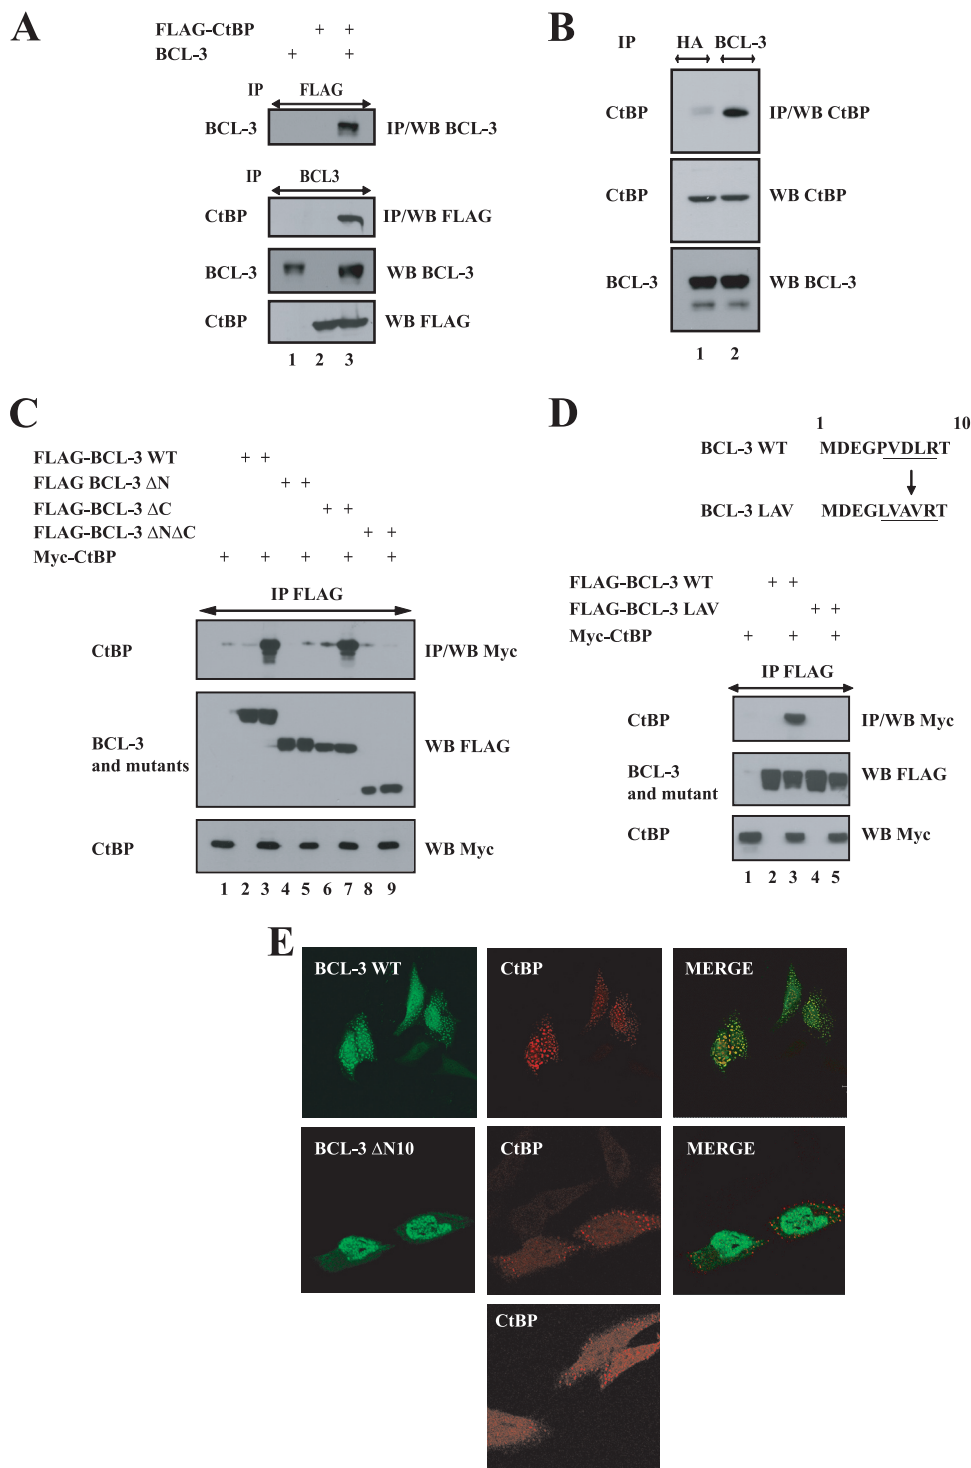 A
FLAG-CtBP + +
BCL-3 + +
IP FLAG
BCL-3 IP/WB BCL-3
IP BCL3
CtBP IP/WB FLAG
BCL-3 WB BCL-3
CtBP WB FLAG
1 2 3
B
IP HA BCL-3
CtBP IP/WB CtBP
CtBP WB CtBP
BCL-3 WB BCL-3
1 2
C
FLAG-BCL-3 WT + +
FLAG BCL-3 ΔN + +
FLAG-BCL-3 ΔC + +
FLAG-BCL-3 ΔNΔC + +
Myc-CtBP + + + + +
IP FLAG
CtBP IP/WB Myc
BCL-3
and mutants WB FLAG
CtBP WB Myc
1 2 3 4 5 6 7 8 9
D
1 10
BCL-3 WT MDEGPVDLRT
BCL-3 LAV MDEGLVAVRT
FLAG-BCL-3 WT + +
FLAG-BCL-3 LAV + +
Myc-CtBP + + +
IP FLAG
CtBP IP/WB Myc
BCL-3
and mutant WB FLAG
CtBP WB Myc
1 2 3 4 5
E
BCL-3 WT CtBP MERGE
BCL-3 ΔN10 CtBP MERGE
CtBP